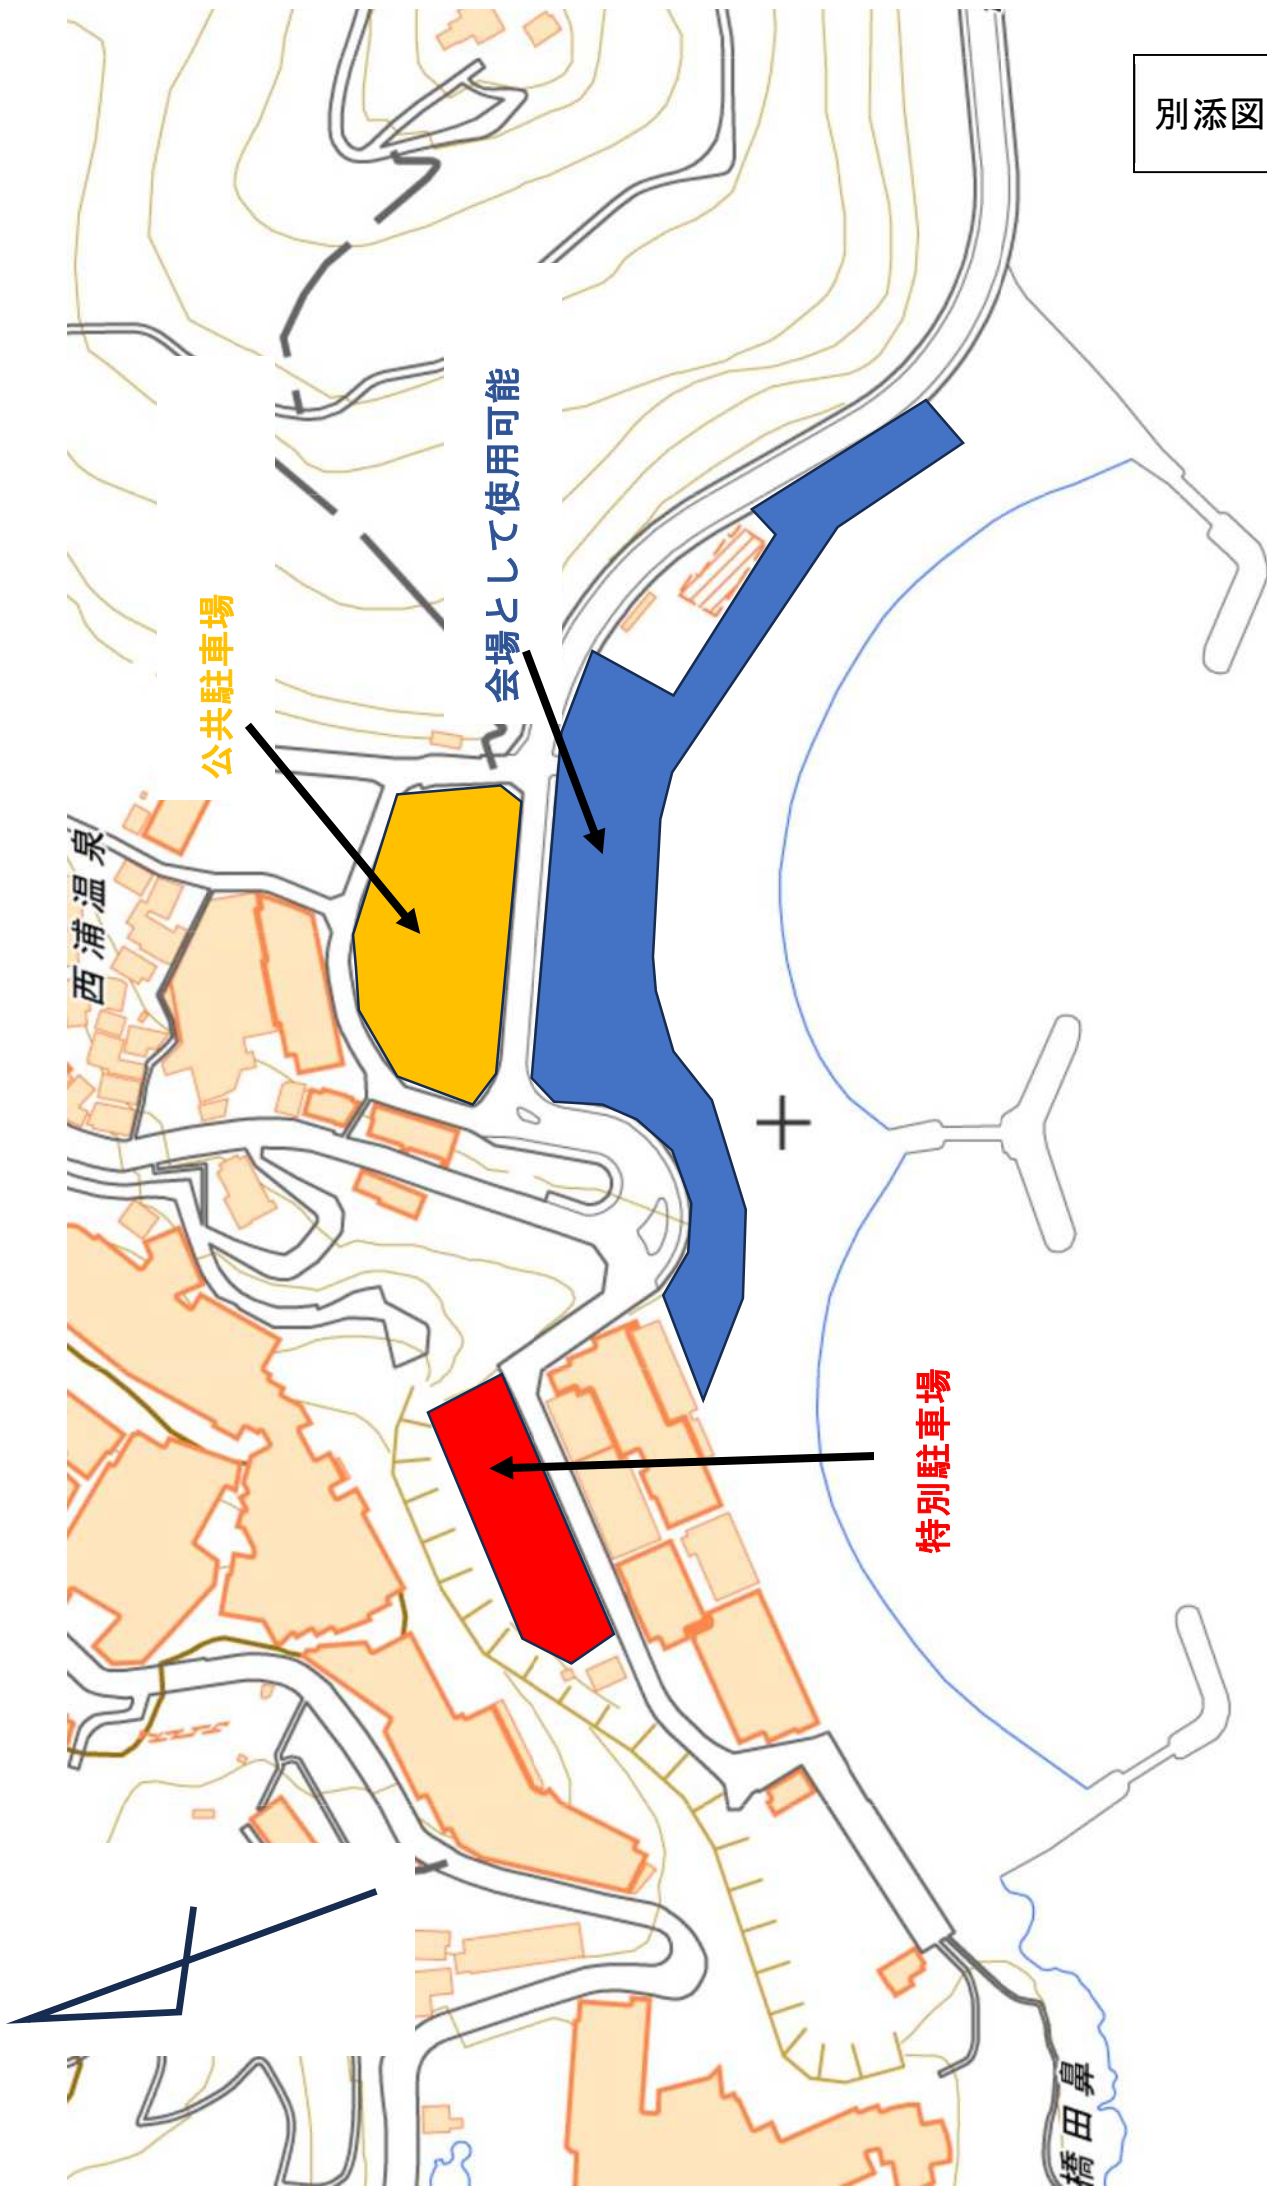 別添図
会場として使用可能
公共駐車場
西浦温泉
特別駐車場
橋田鼻